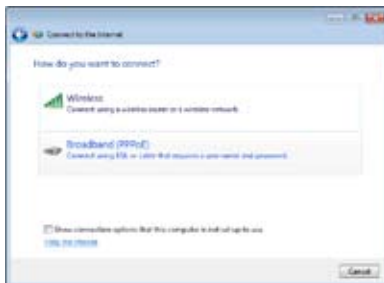 Connect to the Internet
How do you want to connect?
Wireless
Connect using a wireless router or a wireless network.
Broadband (PPPoE)
Connect using DSL or cable that requires a user name and password.
Show connection options that this computer is not set up to use
Help me choose
Cancel